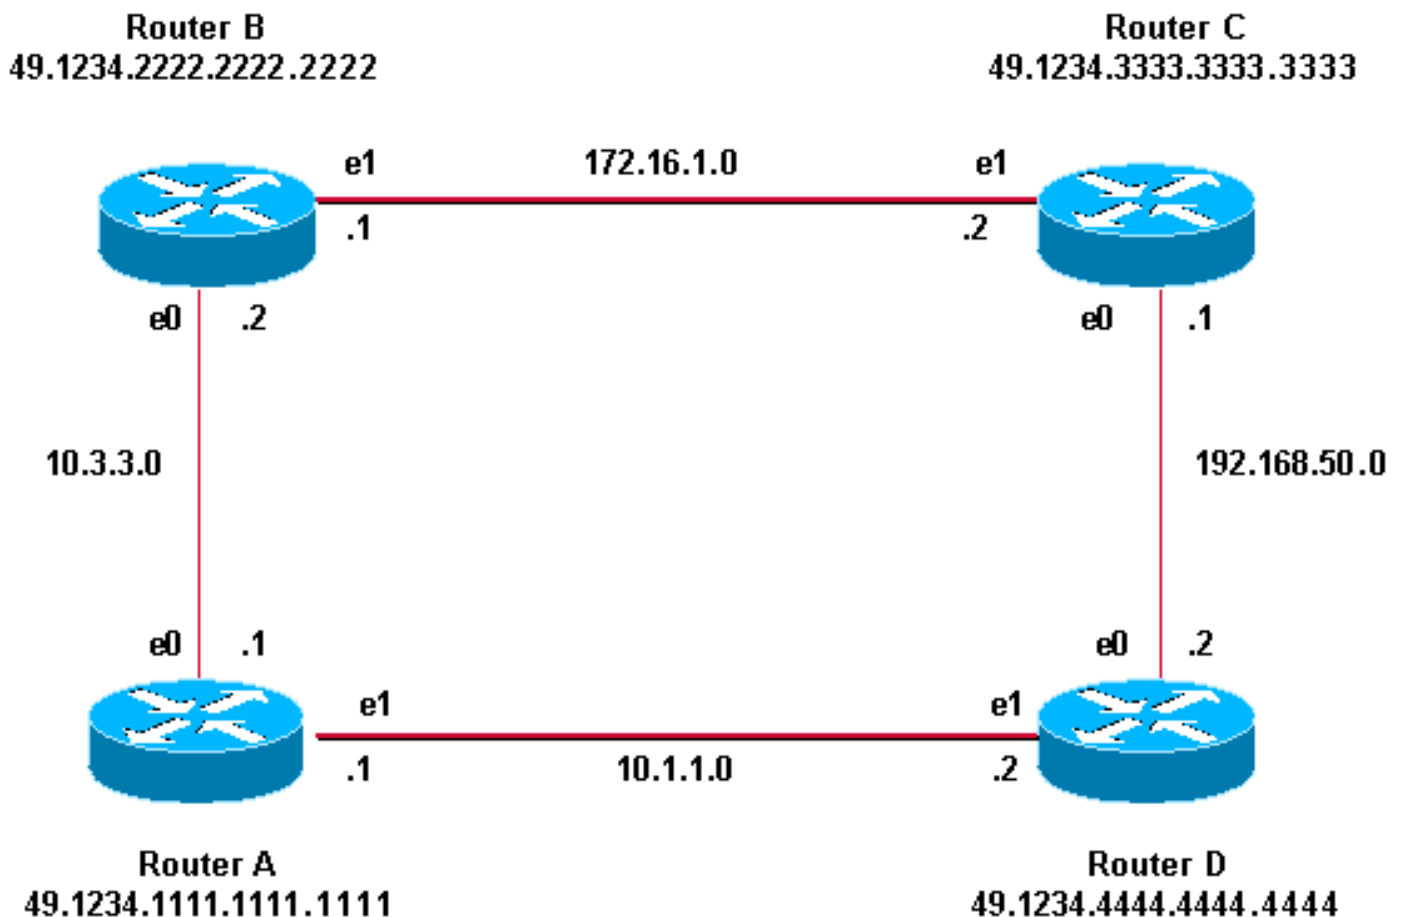 Router B
49.1234.2222.2222.2222
Router C
49.1234.3333.3333.3333
e1
172.16.1.0
e1
.1
.2
e0
.2
e0
.1
10.3.3.0
192.168.50.0
e0
.1
e0
.2
e1
e1
.1
10.1.1.0
.2
Router A
49.1234.1111.1111.1111
Router D
49.1234.4444.4444.4444